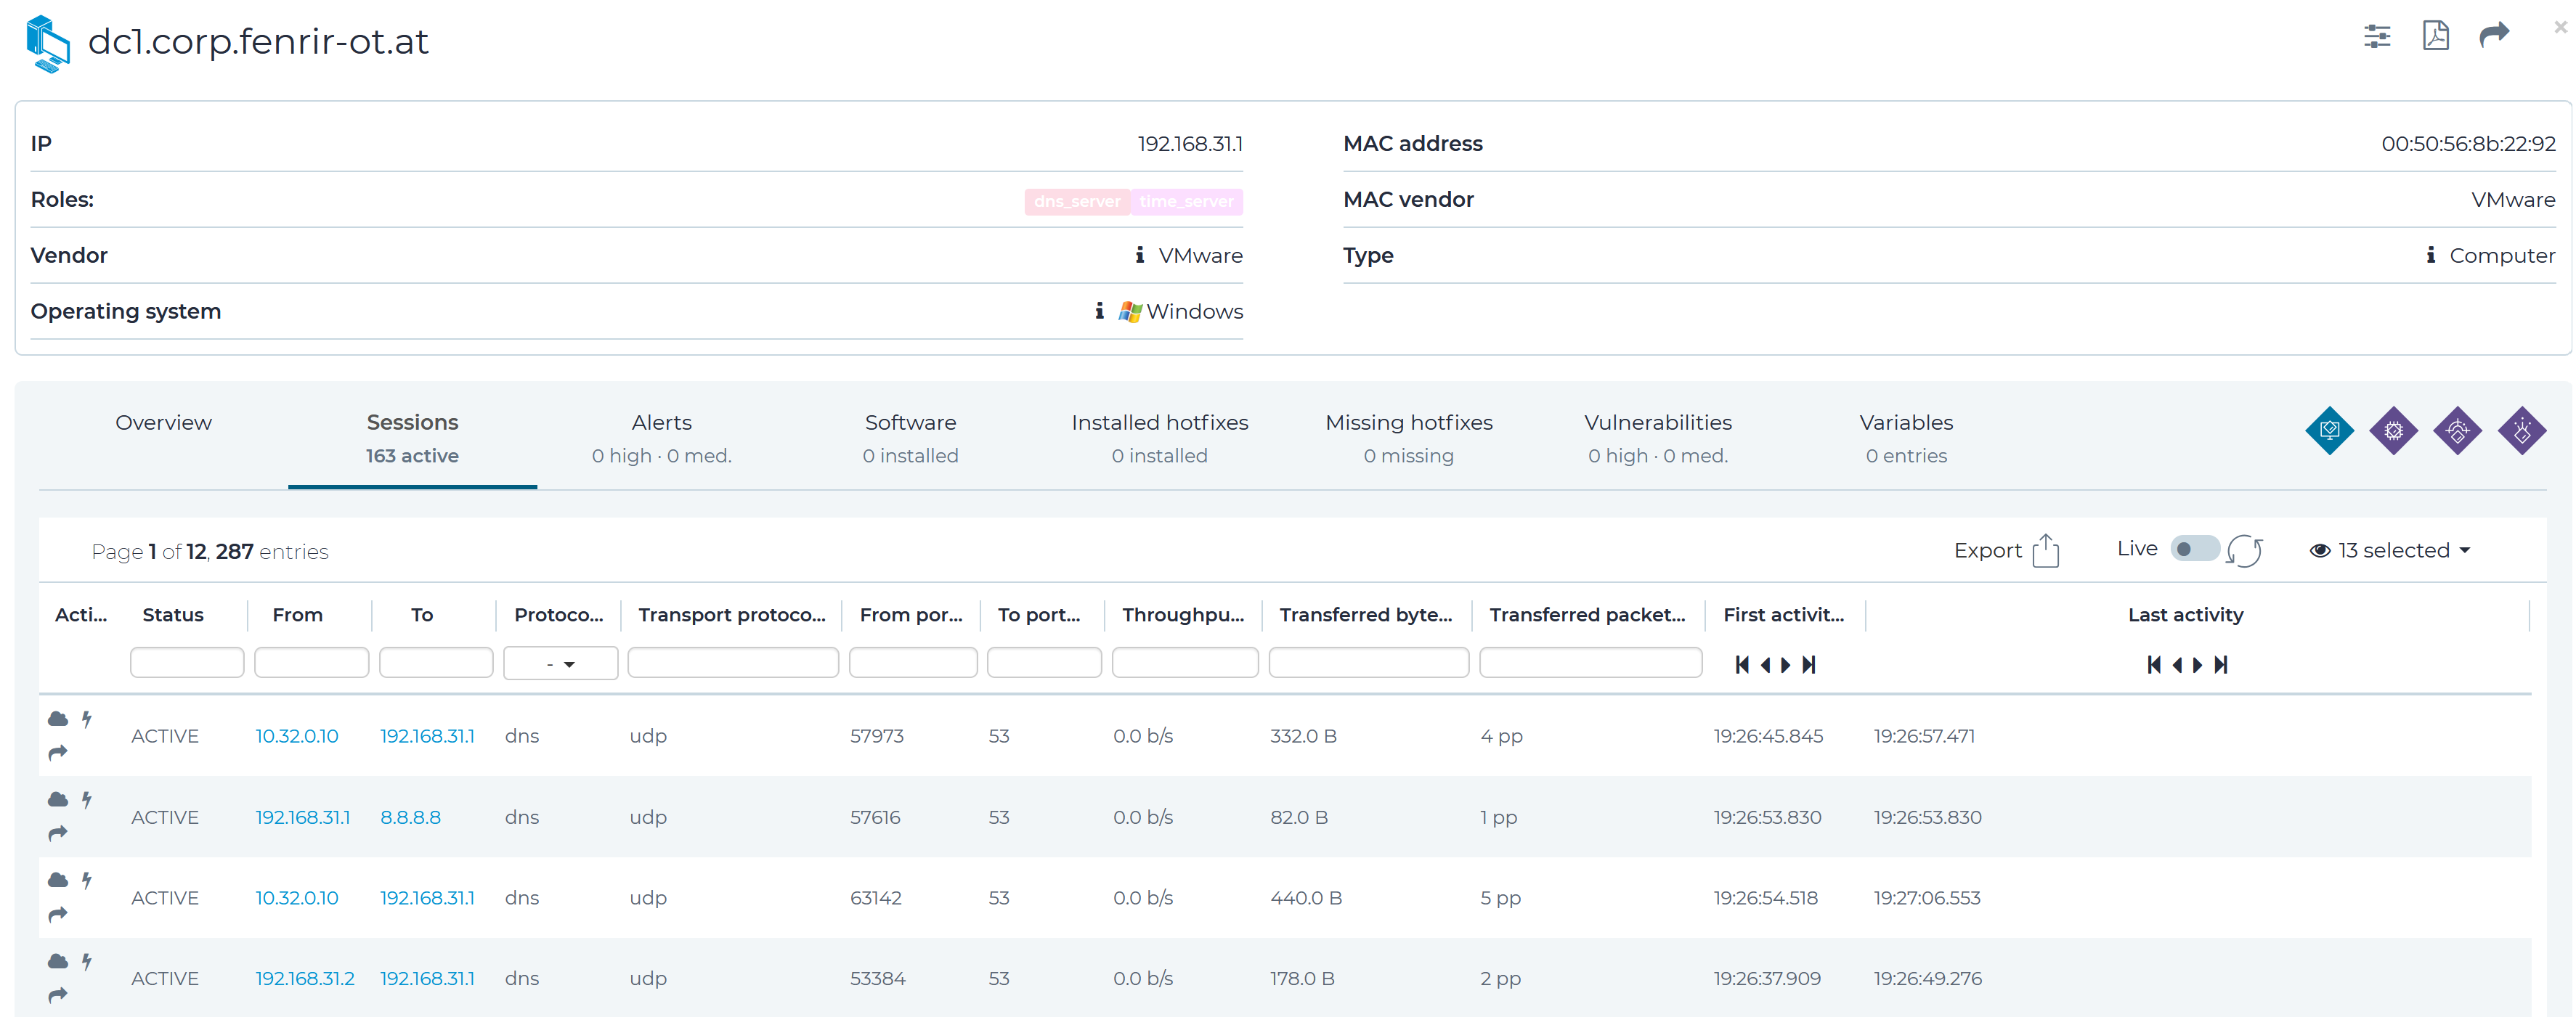 dc1.corp.fenrir-ot.at
IP 192.168.31.1 MAC address 00:50:56:8b:22:92
Roles: dns_server time_server MAC vendor VMware
Vendor i VMware Type i Computer
Operating system i Windows
Overview Sessions Alerts Software Installed hotfixes Missing hotfixes Vulnerabilities Variables
163 active 0 high · 0 med. 0 installed 0 installed 0 missing 0 high · 0 med. 0 entries
Page 1 of 12, 287 entries Export Live 13 selected
Acti... Status From To Protoco... Transport protoco... From por... To port... Throughpu... Transferred byte... Transferred packet... First activit... Last activity
-
ACTIVE 10.32.0.10 192.168.31.1 dns udp 57973 53 0.0 b/s 332.0 B 4 pp 19:26:45.845 19:26:57.471
ACTIVE 192.168.31.1 8.8.8.8 dns udp 57616 53 0.0 b/s 82.0 B 1 pp 19:26:53.830 19:26:53.830
ACTIVE 10.32.0.10 192.168.31.1 dns udp 63142 53 0.0 b/s 440.0 B 5 pp 19:26:54.518 19:27:06.553
ACTIVE 192.168.31.2 192.168.31.1 dns udp 53384 53 0.0 b/s 178.0 B 2 pp 19:26:37.909 19:26:49.276